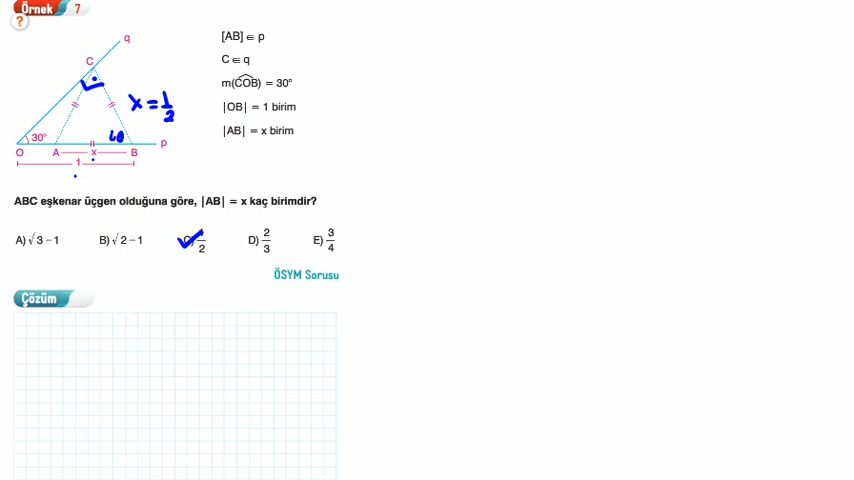 Örnek 7
?
q
[AB] ∈ p
C ∈ q
m(COB) = 30°
|OB| = 1 birim
|AB| = x birim
C
x = 1/2
30°
60
O A x B p
1
ABC eşkenar üçgen olduğuna göre, |AB| = x kaç birimdir?
A) √3 – 1 B) √2 – 1 C) 1/2 D) 2/3 E) 3/4
ÖSYM Sorusu
Çözüm